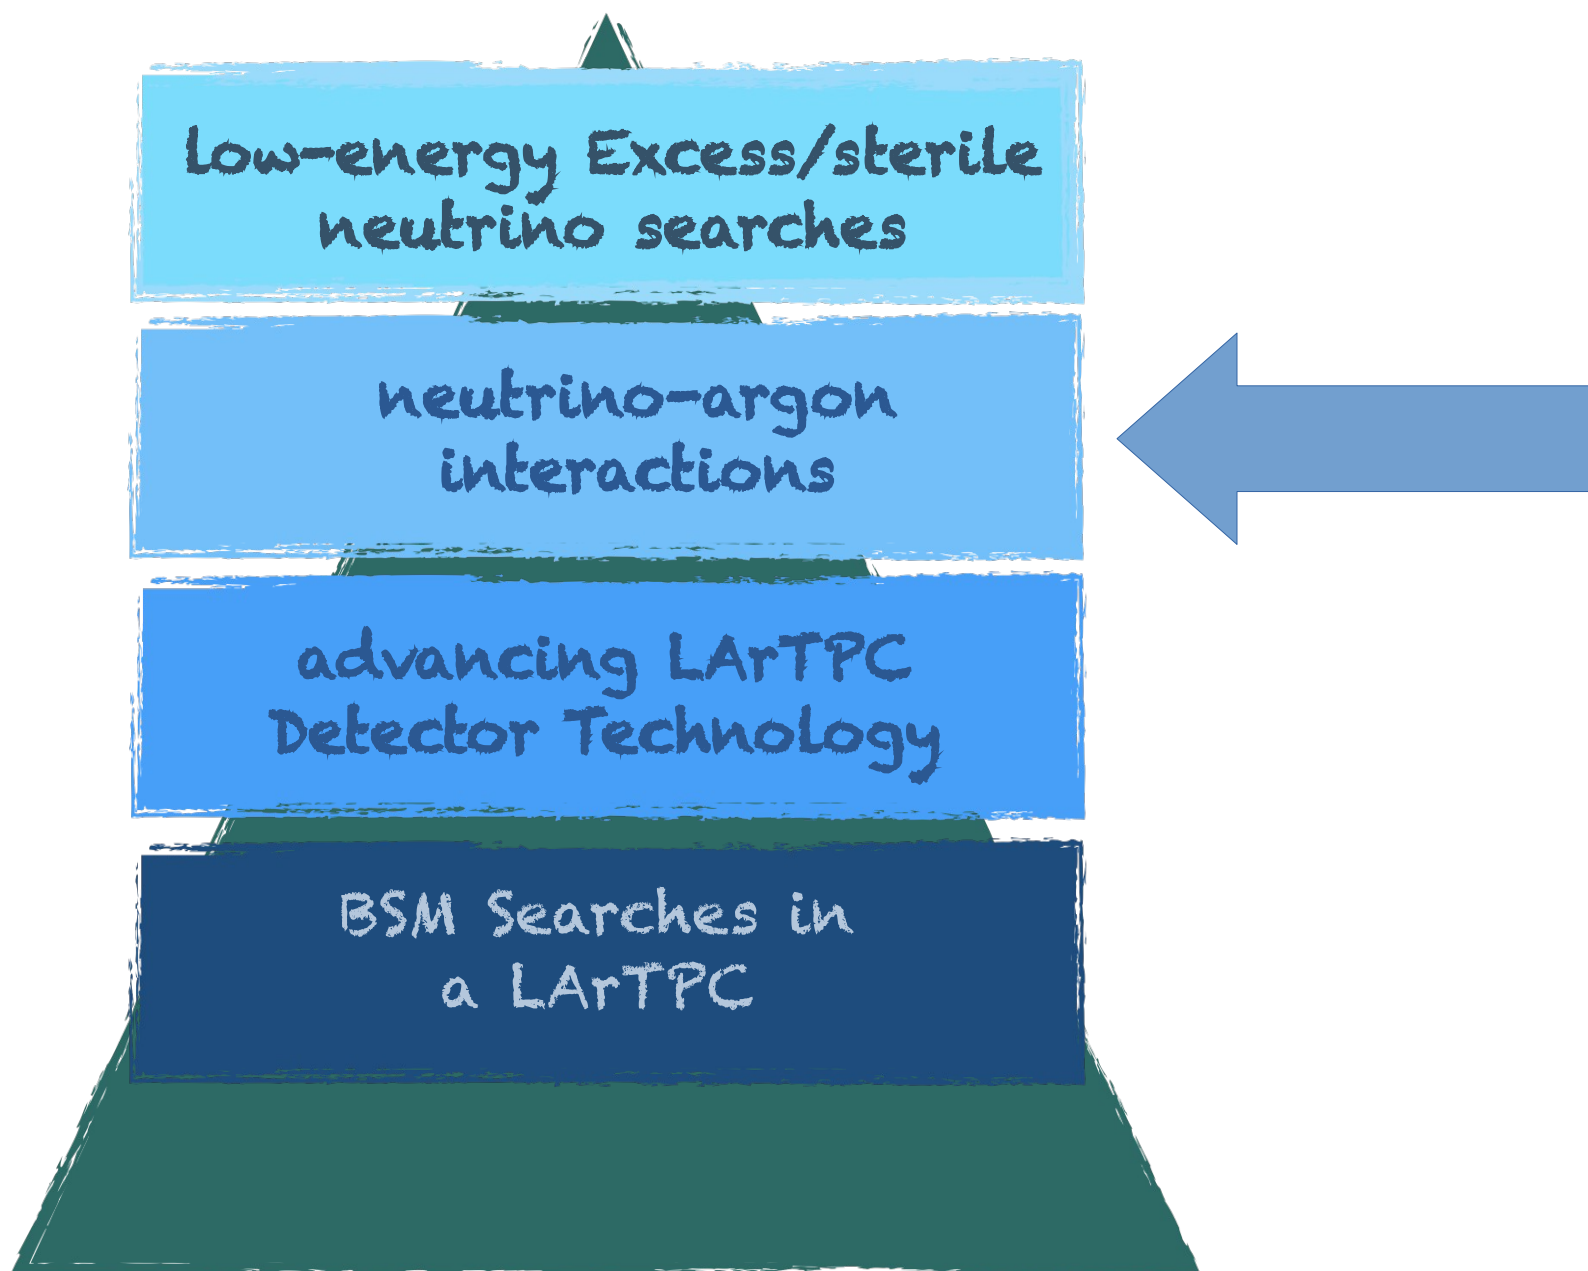 low-energy Excess/sterile
neutrino searches
neutrino-argon
interactions
advancing LArTPC
Detector Technology
BSM Searches in
a LArTPC